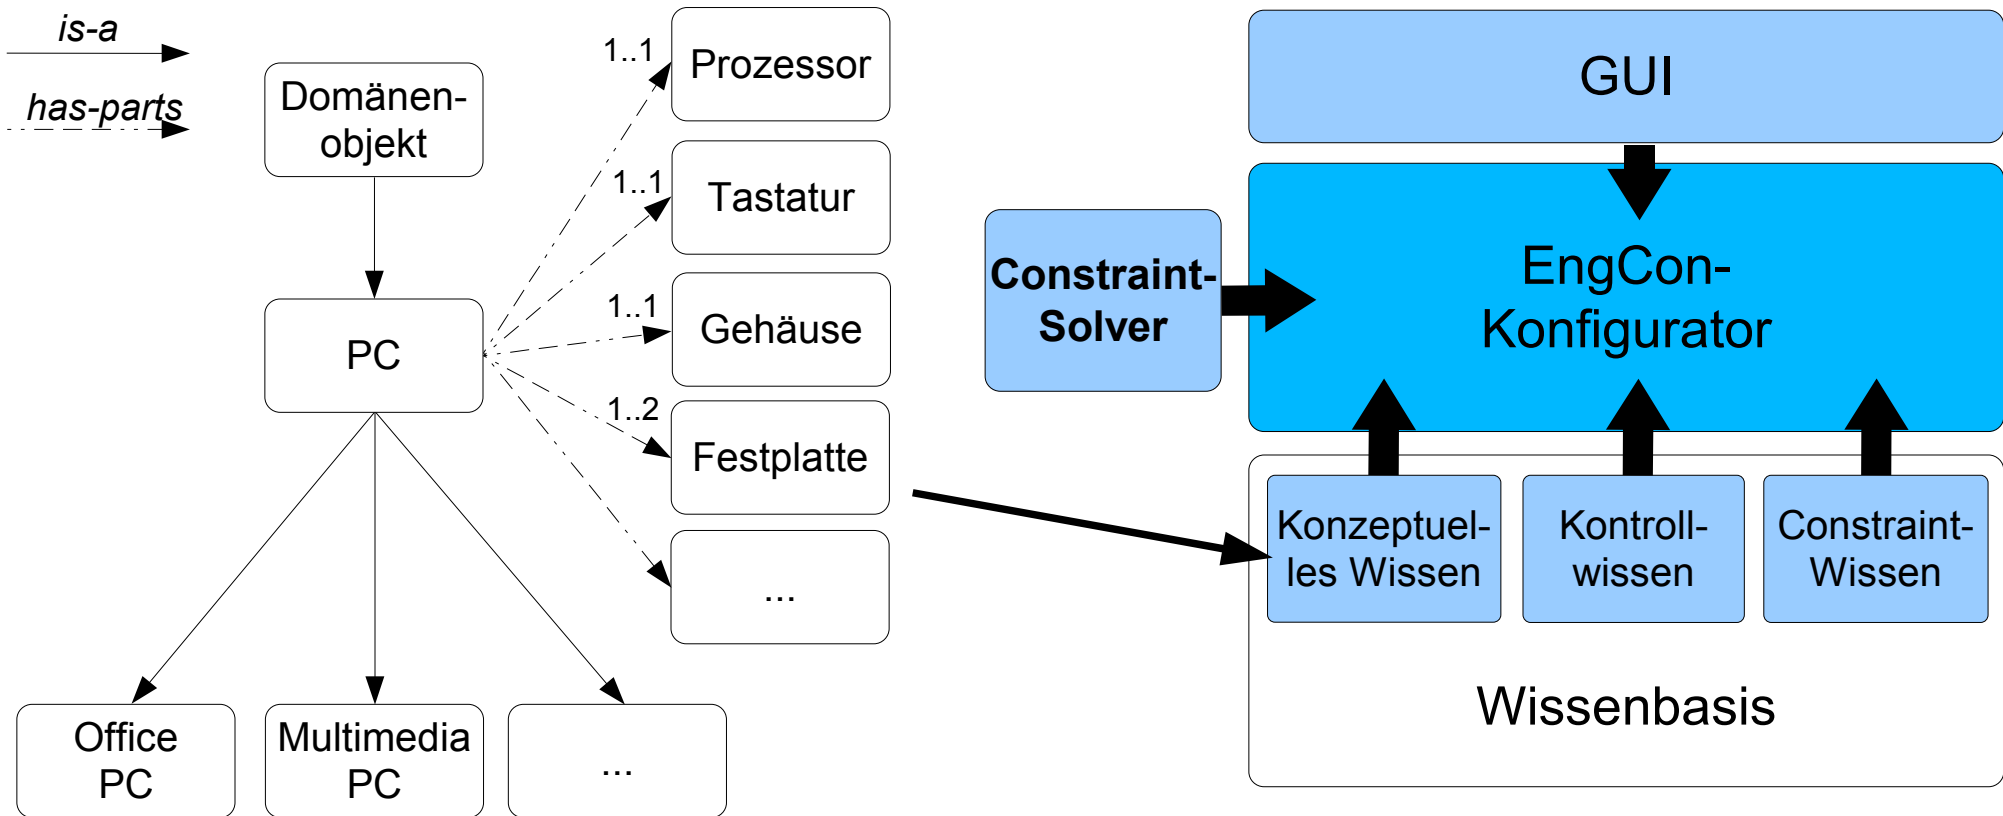 is-a
has-parts
Domänen-
objekt
PC
Office
PC
Multimedia
PC
...
1..1
Prozessor
1..1
Tastatur
1..1
Gehäuse
1..2
Festplatte
...
GUI
Constraint-
Solver
EngCon-
Konfigurator
Konzeptuel-
les Wissen
Kontroll-
wissen
Constraint-
Wissen
Wissenbasis